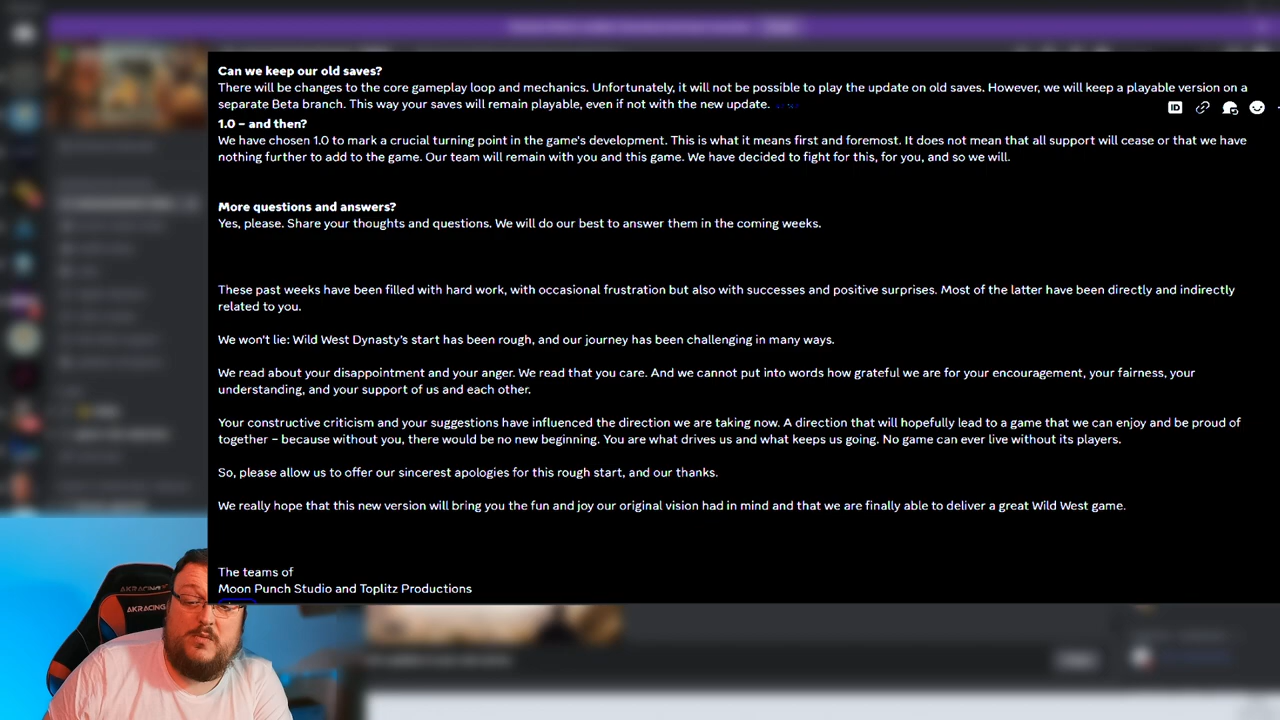 Can we keep our old saves?
There will be changes to the core gameplay loop and mechanics. Unfortunately, it will not be possible to play the update on old saves. However, we will keep a playable version on a
separate Beta branch. This way your saves will remain playable, even if not with the new update.
ID
1.0 – and then?
We have chosen 1.0 to mark a crucial turning point in the game's development. This is what it means first and foremost. It does not mean that all support will cease or that we have
nothing further to add to the game. Our team will remain with you and this game. We have decided to fight for this, for you, and so we will.
More questions and answers?
Yes, please. Share your thoughts and questions. We will do our best to answer them in the coming weeks.
These past weeks have been filled with hard work, with occasional frustration but also with successes and positive surprises. Most of the latter have been directly and indirectly
related to you.
We won't lie: Wild West Dynasty's start has been rough, and our journey has been challenging in many ways.
We read about your disappointment and your anger. We read that you care. And we cannot put into words how grateful we are for your encouragement, your fairness, your
understanding, and your support of us and each other.
Your constructive criticism and your suggestions have influenced the direction we are taking now. A direction that will hopefully lead to a game that we can enjoy and be proud of
together – because without you, there would be no new beginning. You are what drives us and what keeps us going. No game can ever live without its players.
So, please allow us to offer our sincerest apologies for this rough start, and our thanks.
We really hope that this new version will bring you the fun and joy our original vision had in mind and that we are finally able to deliver a great Wild West game.
The teams of
Moon Punch Studio and Toplitz Productions
AKRACING
AKRACING